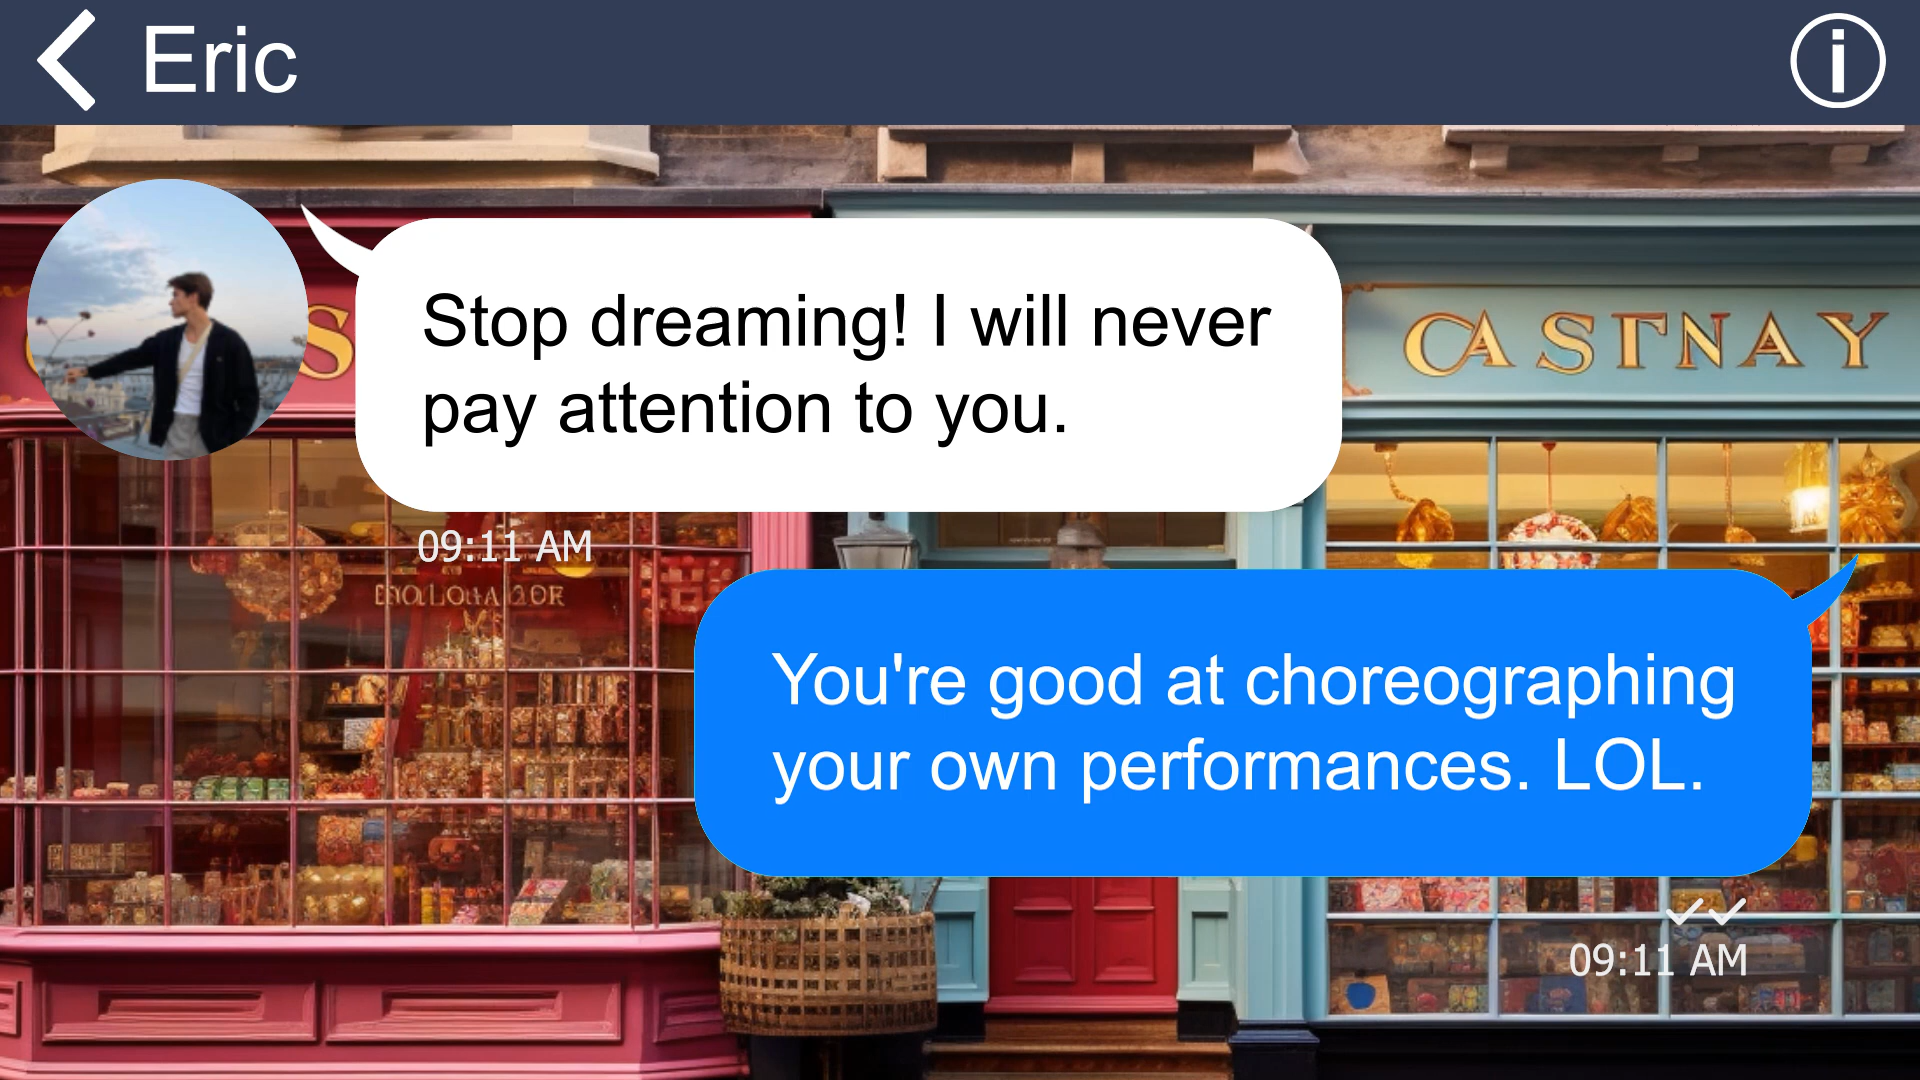 Eric
Stop dreaming! I will never
pay attention to you.
09:11 AM
You're good at choreographing
your own performances. LOL.
09:11 AM